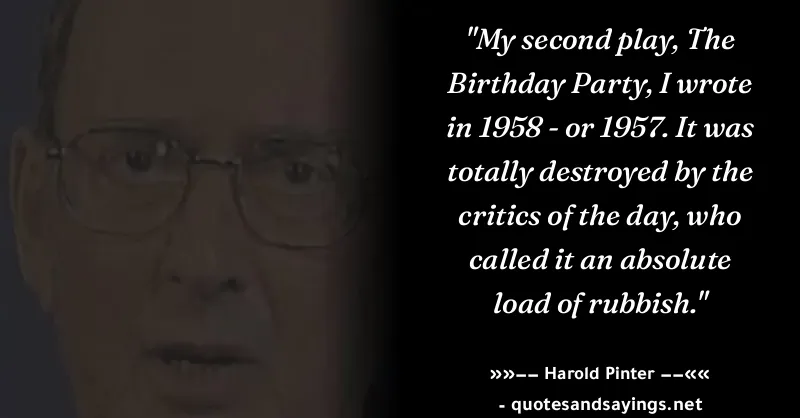 "My second play, The
Birthday Party, I wrote
in 1958 - or 1957. It was
totally destroyed by the
critics of the day, who
called it an absolute
load of rubbish."
»»—— Harold Pinter ——««
- quotesandsayings.net